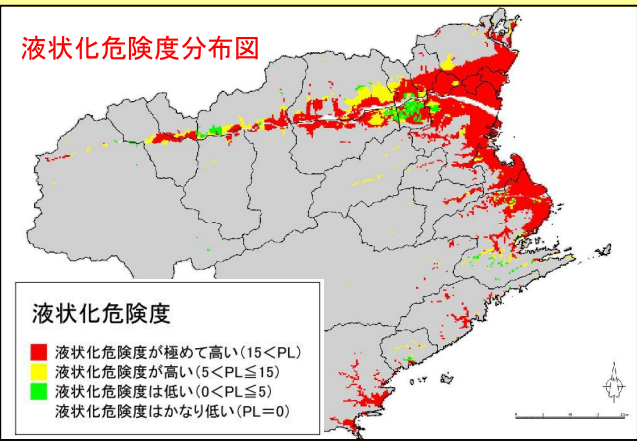 液状化危険度分布図
液状化危険度
液状化危険度が極めて高い(15<PL)
液状化危険度が高い(5<PL≦15)
液状化危険度は低い(0<PL≦5)
液状化危険度はかなり低い(PL=0)